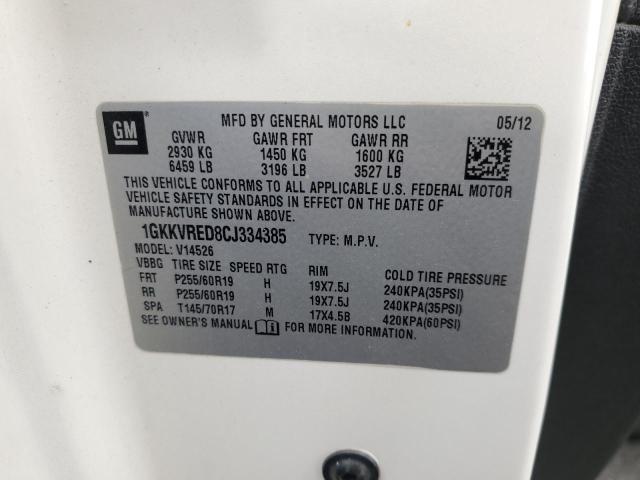 GM
MFD BY GENERAL MOTORS LLC 05/12
GVWR GAWR FRT GAWR RR
2930 KG 1450 KG 1600 KG
6459 LB 3196 LB 3527 LB
THIS VEHICLE CONFORMS TO ALL APPLICABLE U.S. FEDERAL MOTOR
VEHICLE SAFETY STANDARDS IN EFFECT ON THE DATE OF
MANUFACTURE SHOWN ABOVE.
1GKKVRED8CJ334385 TYPE: M.P.V.
MODEL: V14526
VBBG TIRE SIZE SPEED RTG RIM COLD TIRE PRESSURE
FRT P255/60R19 H 19X7.5J 240KPA(35PSI)
RR P255/60R19 H 19X7.5J 240KPA(35PSI)
SPA T145/70R17 M 17X4.5B 420KPA(60PSI)
SEE OWNER'S MANUAL FOR MORE INFORMATION.